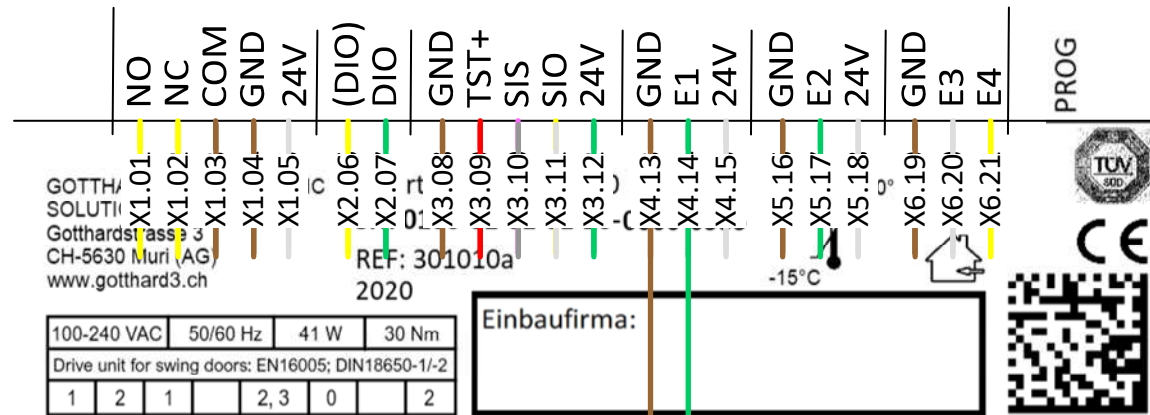 NO NC COM GND 24V (DIO) DIO GND TST+ SIS SIO 24V GND E1 24V GND E2 24V GND E3 E4 PROG
X1.01 X1.02 X1.03 X1.04 X1.05 X2.06 X2.07 X3.08 X3.09 X3.10 X3.11 X3.12 X4.13 X4.14 X4.15 X5.16 X5.17 X5.18 X6.19 X6.20 X6.21
TÜV
SÜD
Gotthardstrasse 3
CH-5630 Muri (AG)
www.gotthard3.ch
REF: 301010a
2020
-15°C
CE
Einbaufirma:
100-240 VAC 50/60 Hz 41 W 30 Nm
Drive unit for swing doors: EN16005; DIN18650-1/-2
1 2 1 2, 3 0 2